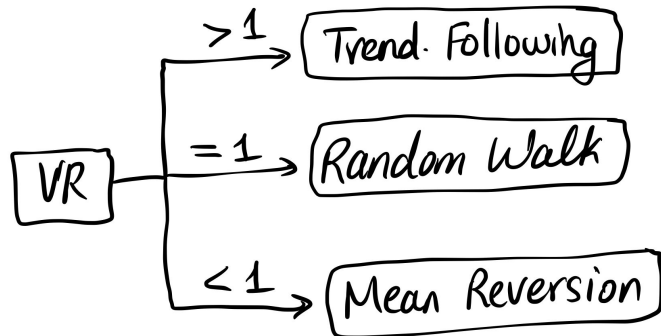 > 1
Trend. Following
VR
= 1
Random Walk
< 1
Mean Reversion